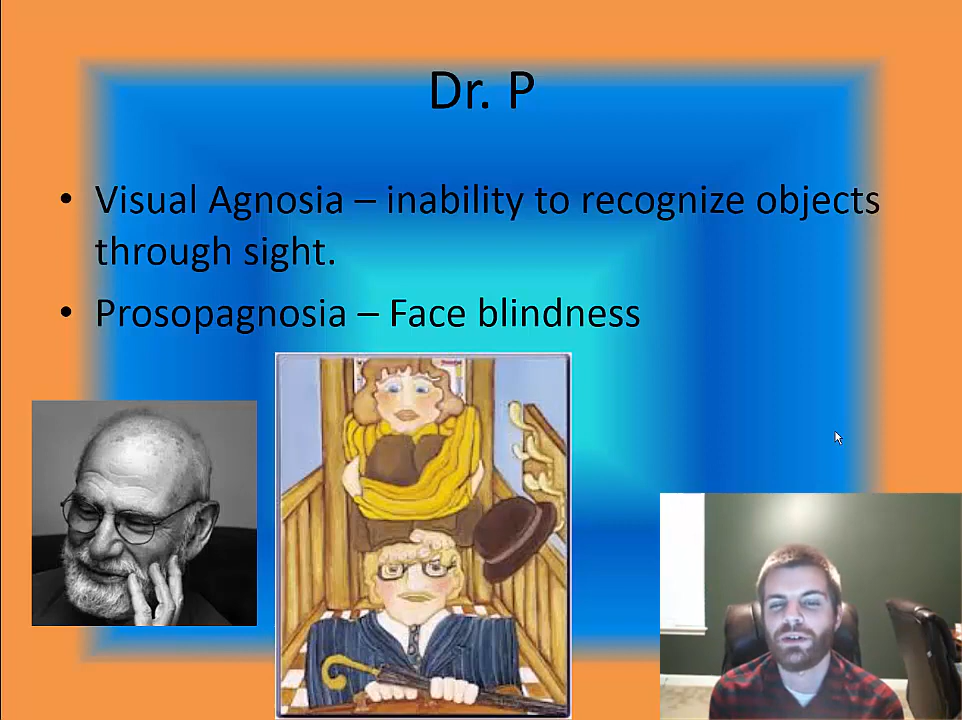 Dr. P
• Visual Agnosia – inability to recognize objects
through sight.
• Prosopagnosia – Face blindness